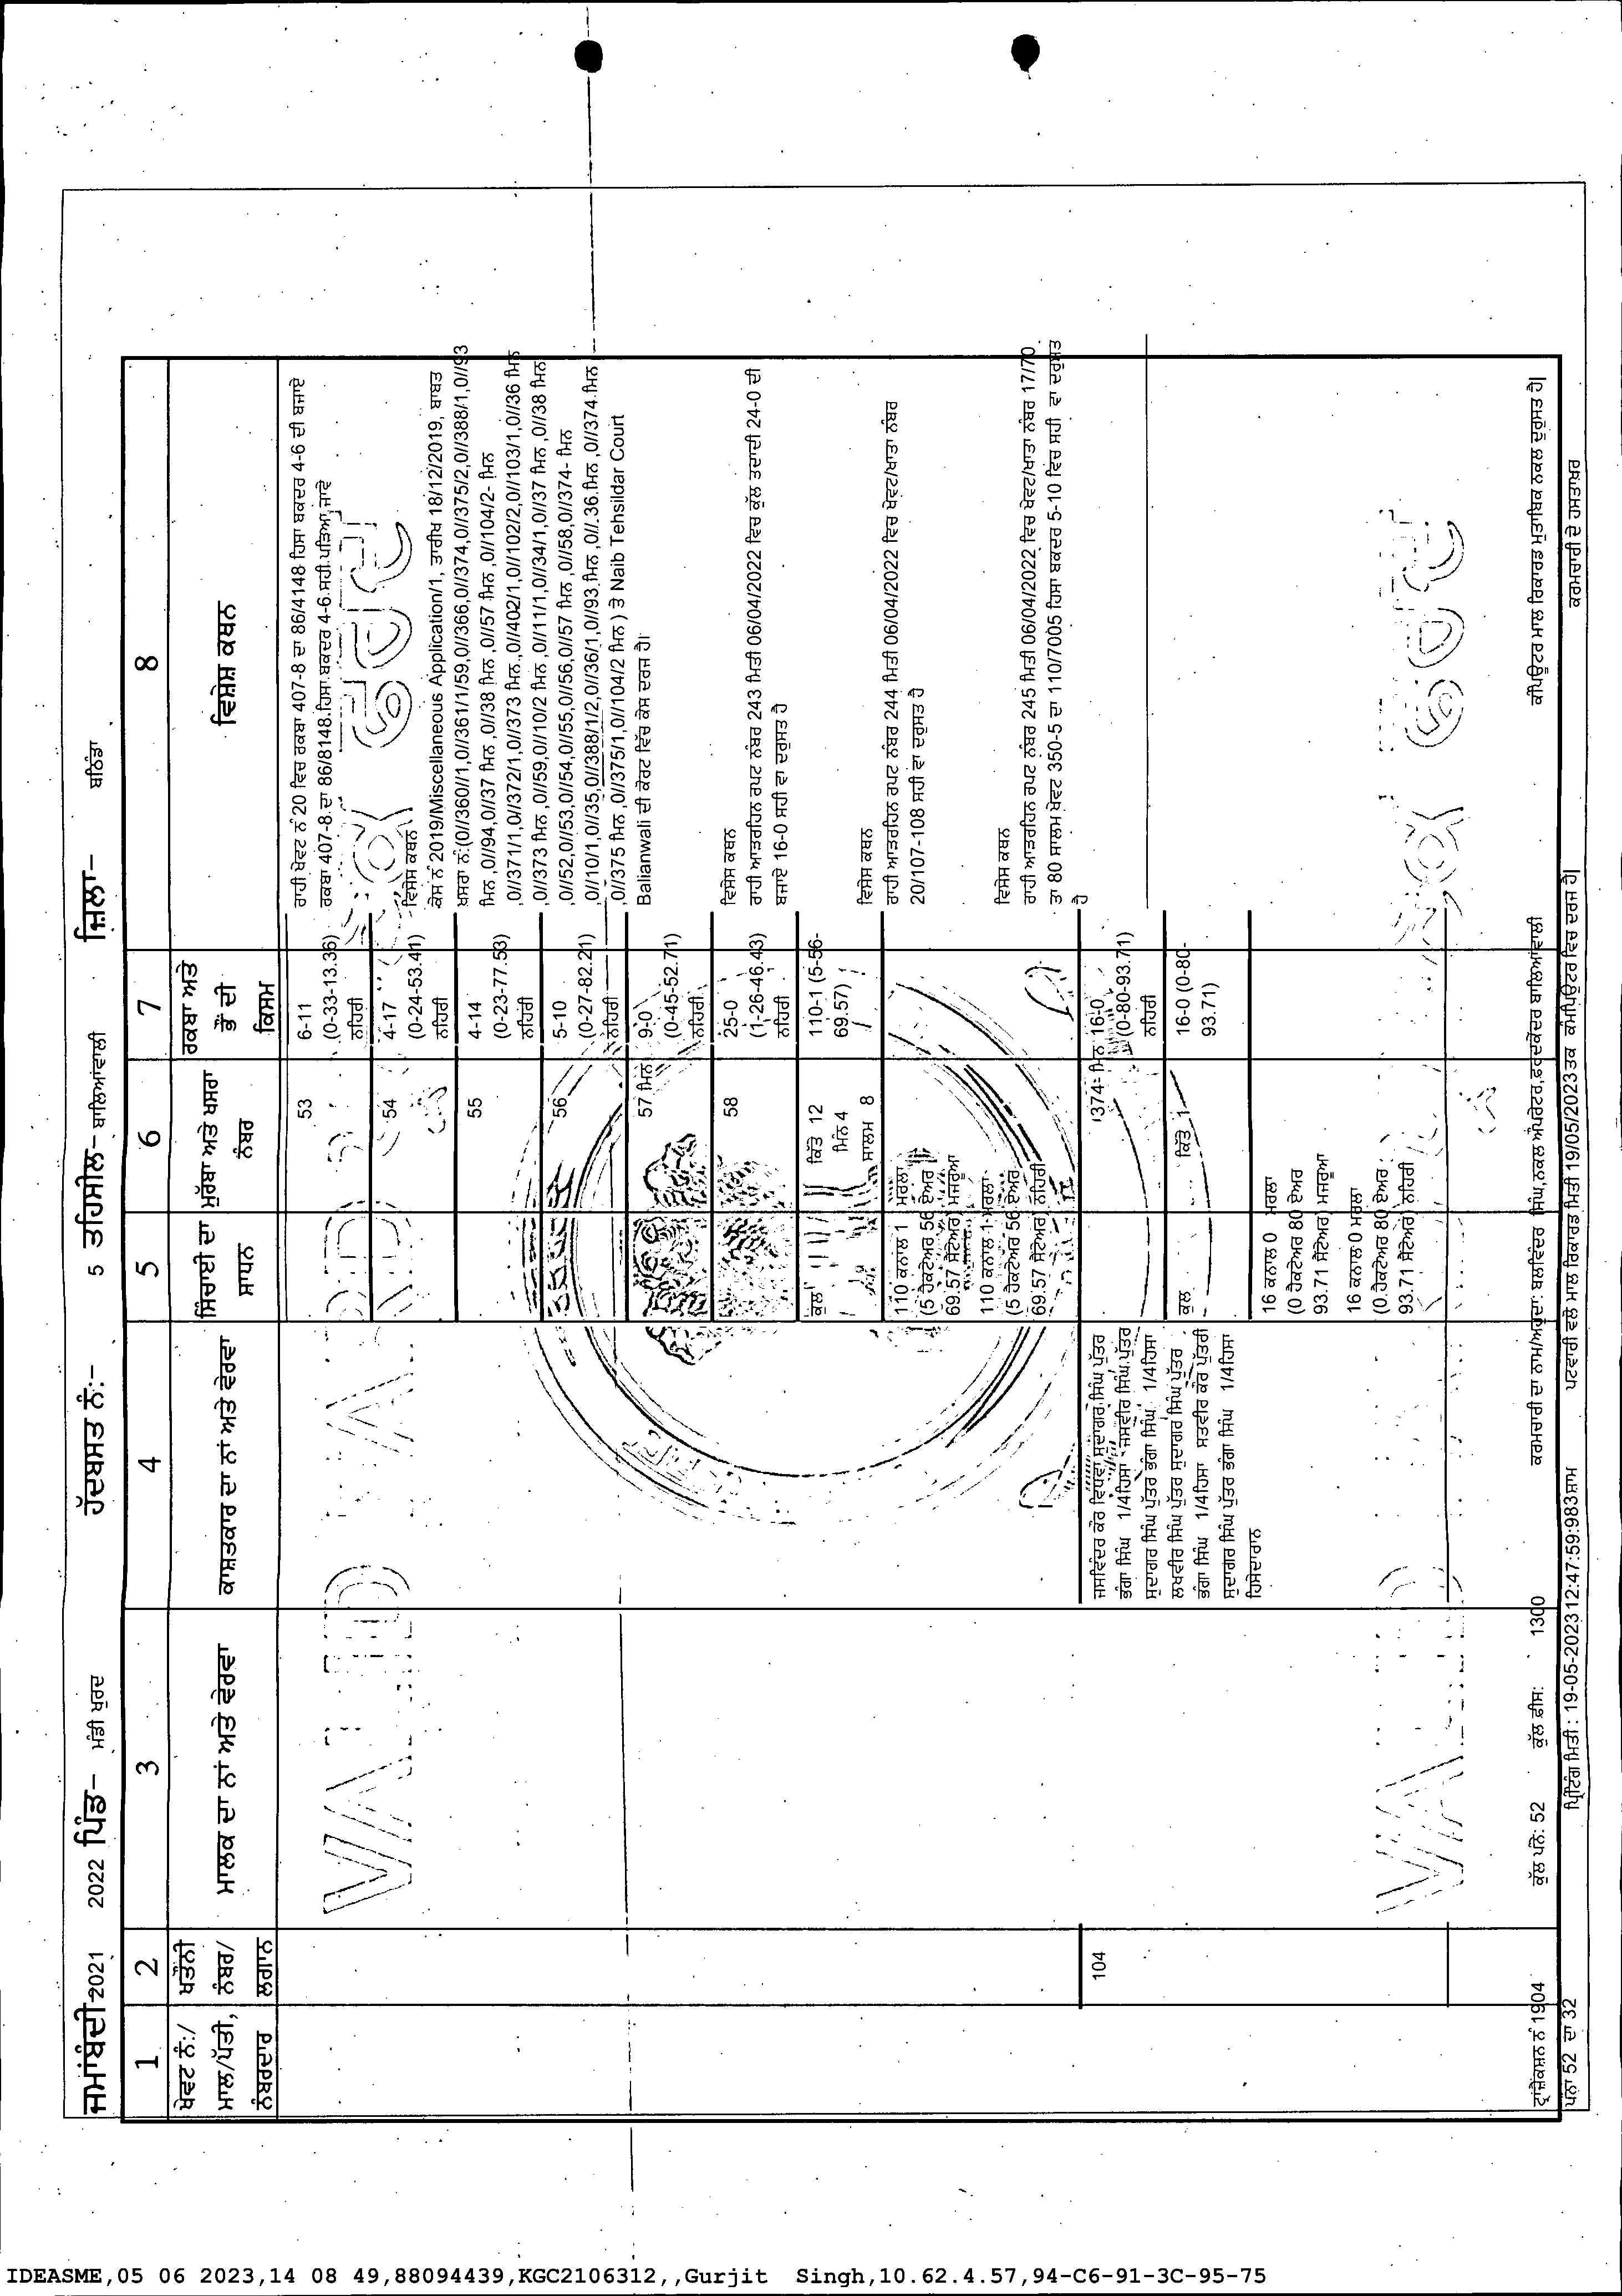 ਜਮਾਂਬੰਦੀ-2021 2022 ਪਿੰਡ- ਮੰਡੀ ਖੁਰਦ ਹੱਦਬਸਤ ਨੰ:- 5 ਤਹਿਸੀਲ- ਬਾਲਿਆਂਵਾਲੀ ਜ਼ਿਲਾ- ਬਠਿੰਡਾ
1 2 3 4 5 6 7 8
ਖੇਵਟ ਨੰ:/
ਮਾਲ/ਪੱਤੀ,
ਨੰਬਰਦਾਰ
ਖਤੌਨੀ
ਨੰਬਰ/
ਲਗਾਨ
ਮਾਲਕ ਦਾ ਨਾਂ ਅਤੇ ਵੇਰਵਾ
ਕਾਸ਼ਤਕਾਰ ਦਾ ਨਾਂ ਅਤੇ ਵੇਰਵਾ
ਸਿੰਚਾਈ ਦਾ
ਸਾਧਨ
ਮੁਰੱਬਾ ਅਤੇ ਖਸਰਾ
ਨੰਬਰ
ਰਕਬਾ ਅਤੇ
ਭੋਂ ਦੀ
ਕਿਸਮ
ਵਿਸ਼ੇਸ਼ ਕਥਨ
53 6-11
(0-33-13.36)
ਨਹਿਰੀ
54 4-17
(0-24-53.41)
ਨਹਿਰੀ
55 4-14
(0-23-77.53)
ਨਹਿਰੀ
56 5-10
(0-27-82.21)
ਨਹਿਰੀ
57 ਮਿਨ 9-0
(0-45-52.71)
ਨਹਿਰੀ
58 25-0
(1-26-46.43)
ਨਹਿਰੀ
ਕੁਲ ਕਿੱਤੇ 12 110-1 (5-56-
ਮਿਨ 4 69.57)
ਸਾਲਮ 8
110 ਕਨਾਲ 1 ਮਰਲਾ
(5 ਹੈਕਟੇਅਰ 56 ਏਅਰ
69.57 ਸੈਂਟੇਅਰ) ਮਜਰੂਆ
110 ਕਨਾਲ 1 ਮਰਲਾ
(5 ਹੈਕਟੇਅਰ 56 ਏਅਰ
69.57 ਸੈਂਟੇਅਰ) ਨਹਿਰੀ
ਰਾਹੀ ਖੇਵਟ ਨੰ 20 ਵਿਚ ਰਕਬਾ 407-8 ਦਾ 86/4148 ਹਿਸਾ ਬਕਦਰ 4-6 ਦੀ ਬਜਾਏ
ਰਕਬਾ 407-8 ਦਾ 86/8148 ਹਿਸਾ ਬਕਦਰ 4-6 ਸਹੀ ਪੜਿਆ ਜਾਵੇ
ਵਿਸ਼ੇਸ਼ ਕਥਨ
ਕੇਸ ਨੰ 2019/Miscellaneous Application/1, ਤਾਰੀਖ 18/12/2019, ਬਾਬਤ
ਖਸਰਾ ਨੰ:(0//360//1,0//361/1/59,0//366,0//374,0//375/2,0//388/1,0//93
ਮਿਨ ,0//94,0//37 ਮਿਨ ,0//38 ਮਿਨ ,0//57 ਮਿਨ ,0//104/2- ਮਿਨ
,0//371/1,0//372/1,0//373 ਮਿਨ ,0//402/1,0//102/2,0//103/1,0//36 ਮਿਨ
,0//373 ਮਿਨ ,0//59,0//10/2 ਮਿਨ ,0//11/1,0//34/1,0//37 ਮਿਨ ,0//38 ਮਿਨ
,0//52,0//53,0//54,0//55,0//56,0//57 ਮਿਨ ,0//58,0//374- ਮਿਨ
,0//10/1,0//35,0//388/1/2,0//36/1,0//93 ਮਿਨ ,0// 36 ਮਿਨ ,0//374 ਮਿਨ
,0//375 ਮਿਨ ,0//375/1,0//104/2 ਮਿਨ ) ਤੇ Naib Tehsildar Court
Balianwali ਦੀ ਕੋਰਟ ਵਿੱਚ ਕੇਸ ਦਰਜ ਹੈ।
ਵਿਸ਼ੇਸ਼ ਕਥਨ
ਰਾਹੀ ਆੜਰਹਿਨ ਰਪਟ ਨੰਬਰ 243 ਮਿਤੀ 06/04/2022 ਵਿਚ ਕੁੱਲ ਤਦਾਦੀ 24-0 ਦੀ
ਬਜਾਏ 16-0 ਸਹੀ ਵਾ ਦਰੁਸਤ ਹੈ
ਵਿਸ਼ੇਸ਼ ਕਥਨ
ਰਾਹੀ ਆੜਰਹਿਨ ਰਪਟ ਨੰਬਰ 244 ਮਿਤੀ 06/04/2022 ਵਿਚ ਖੇਵਟ/ਖਾਤਾ ਨੰਬਰ
20/107-108 ਸਹੀ ਵਾ ਦਰੁਸਤ ਹੈ
ਵਿਸ਼ੇਸ਼ ਕਥਨ
ਰਾਹੀ ਆੜਰਹਿਨ ਰਪਟ ਨੰਬਰ 245 ਮਿਤੀ 06/04/2022 ਵਿਚ ਖੇਵਟ/ਖਾਤਾ ਨੰਬਰ 17/70
ਤਾ 80 ਸਾਲਮ ਖੇਵਟ 350-5 ਦਾ 110/7005 ਹਿਸਾ ਬਕਦਰ 5-10 ਵਿਚ ਸਹੀ ਵਾ ਦਰੁਸਤ
ਹੈ
104
ਜਸਵਿੰਦਰ ਕੌਰ ਵਿਧਵਾ ਸੁਦਾਗਰ ਸਿੰਘ ਪੁੱਤਰ
ਭੰਗਾ ਸਿੰਘ 1/4ਹਿਸਾ ਜਸਵੀਰ ਸਿੰਘ ਪੁੱਤਰ
ਸੁਦਾਗਰ ਸਿੰਘ ਪੁੱਤਰ ਭੰਗਾ ਸਿੰਘ 1/4ਹਿਸਾ
ਲਖਵੀਰ ਸਿੰਘ ਪੁੱਤਰ ਸੁਦਾਗਰ ਸਿੰਘ ਪੁੱਤਰ
ਭੰਗਾ ਸਿੰਘ 1/4ਹਿਸਾ ਸਤਵੀਰ ਕੌਰ ਪੁੱਤਰੀ
ਸੁਦਾਗਰ ਸਿੰਘ ਪੁੱਤਰ ਭੰਗਾ ਸਿੰਘ 1/4ਹਿਸਾ
ਹਿਸੇਦਾਰਾਨ
374- ਮਿਨ 16-0
(0-80-93.71)
ਨਹਿਰੀ
ਕੁਲ ਕਿੱਤੇ 1 16-0 (0-80-
93.71)
16 ਕਨਾਲ 0 ਮਰਲਾ
(0 ਹੈਕਟੇਅਰ 80 ਏਅਰ
93.71 ਸੈਂਟੇਅਰ) ਮਜਰੂਆ
16 ਕਨਾਲ 0 ਮਰਲਾ
(0 ਹੈਕਟੇਅਰ 80 ਏਅਰ
93.71 ਸੈਂਟੇਅਰ) ਨਹਿਰੀ
ਟ੍ਰਾਂਜ਼ੈਕਸ਼ਨ ਨੰ 1904 ਕੁੱਲ ਪੰਨੇ: 52 ਕੁੱਲ ਫ਼ੀਸ: 1300 ਕਰਮਚਾਰੀ ਦਾ ਨਾਮ/ਅਹੁਦਾ: ਬਲਵਿੰਦਰ ਸਿੰਘ,ਨਕਲ ਅੋਪਰੇਟਰ,ਫ਼ਰਦਕੇਂਦਰ ਬਾਲਿਆਂਵਾਲੀ ਕੰਪਿਊਟਰ ਮਾਲ ਰਿਕਾਰਡ ਮੁਤਾਬਿਕ ਨਕਲ ਦੁਰੁਸਤ ਹੈ|
ਪੰਨਾ 52 ਦਾ 32 ਪ੍ਰਿੰਟਿੰਗ ਮਿਤੀ : 19-05-2023 12:47:59:983ਸ਼ਾਮ ਪਟਵਾਰੀ ਵਲੋਂ ਮਾਲ ਰਿਕਾਰਡ ਮਿਤੀ 19/05/2023 ਤਕ ਕੰਮਪਿਊਟਰ ਵਿਚ ਦਰਜ ਹੈ| ਕਰਮਚਾਰੀ ਦੇ ਹਸਤਾਖ਼ਰ
IDEASME,05 06 2023,14 08 49,88094439,KGC2106312,,Gurjit Singh,10.62.4.57,94-C6-91-3C-95-75